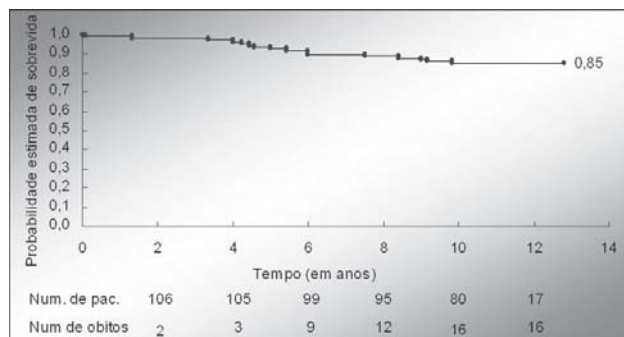 Probabilidade estimada de sobrevida
1,0
0,9
0,8
0,7
0,6
0,5
0,4
0,3
0,2
0,1
0,0
0,85
0 2 4 6 8 10 12 14
Tempo (em anos)
Num. de pac. 106 105 99 95 80 17
Num de obitos 2 3 9 12 16 16